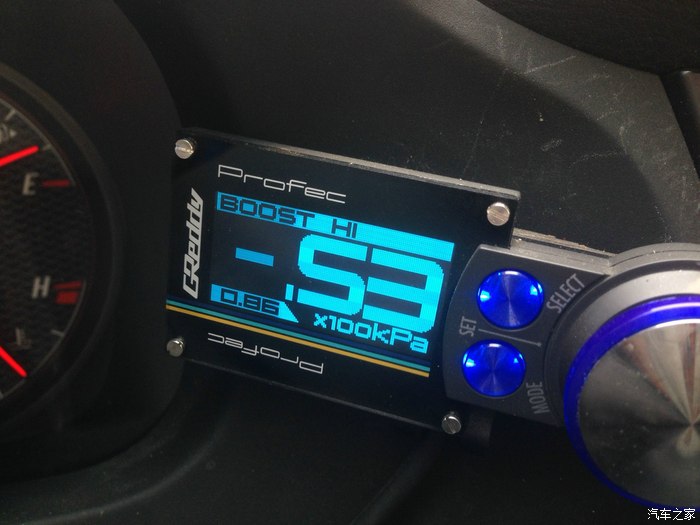 E
H
Profec
GReddy
BOOST HI
-.53
0.86
x100kPa
Profec
SELECT
SET
MODE
汽车之家